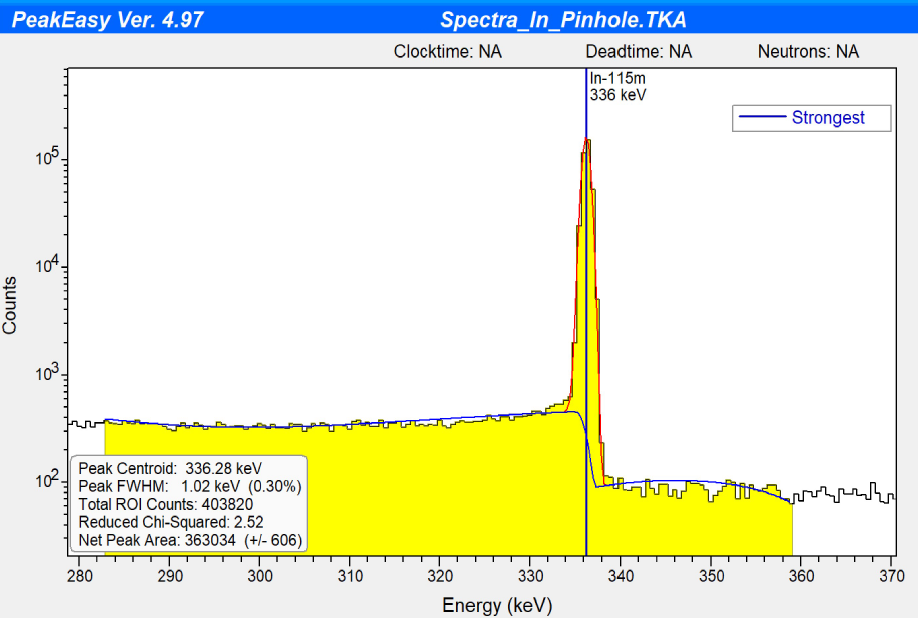 PeakEasy Ver. 4.97 Spectra_In_Pinhole.TKA
Clocktime: NA Deadtime: NA Neutrons: NA
In-115m
336 keV
Strongest
10^5
10^4
10^3
10^2
Counts
Peak Centroid: 336.28 keV
Peak FWHM: 1.02 keV (0.30%)
Total ROI Counts: 403820
Reduced Chi-Squared: 2.52
Net Peak Area: 363034 (+/- 606)
280 290 300 310 320 330 340 350 360 370
Energy (keV)